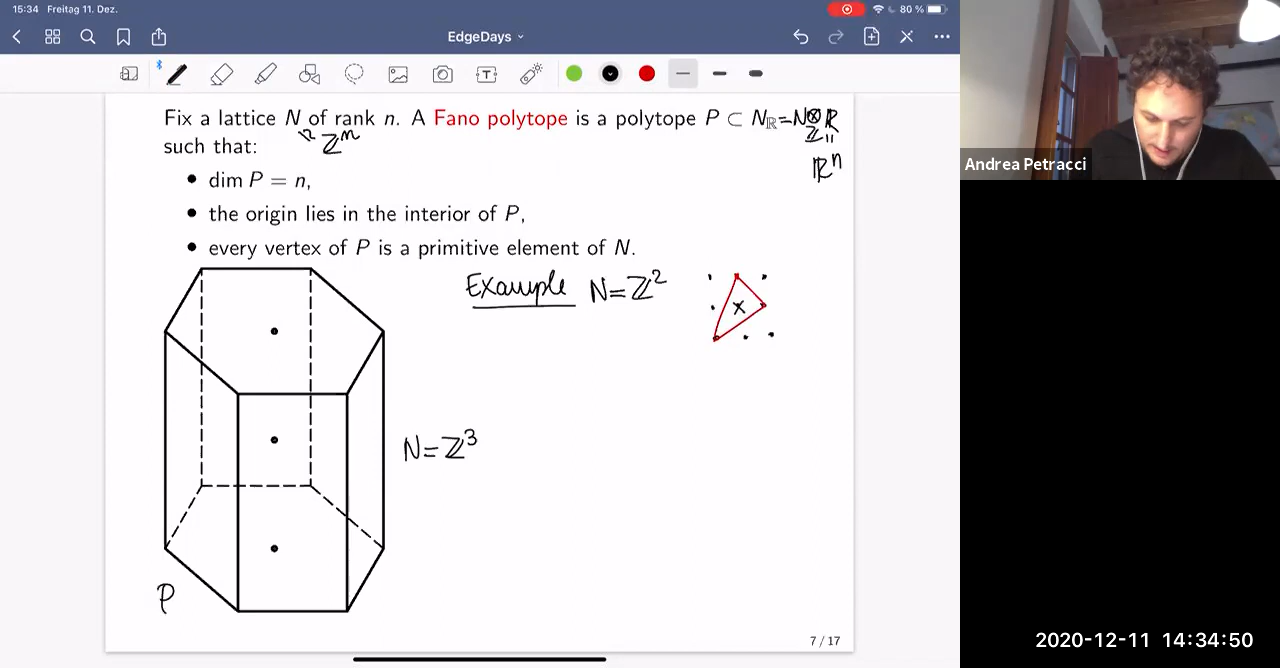 15:34 Freitag 11. Dez.
80 %
EdgeDays
T
Fix a lattice N of rank n. A Fano polytope is a polytope P ⊂ N_ℝ = N ⊗_ℤ ℝ
≃ ℤⁿ
such that:
ℝⁿ
• dim P = n,
• the origin lies in the interior of P,
• every vertex of P is a primitive element of N.
Example N=ℤ²
N=ℤ³
P
7 / 17
Andrea Petracci
2020-12-11 14:34:50